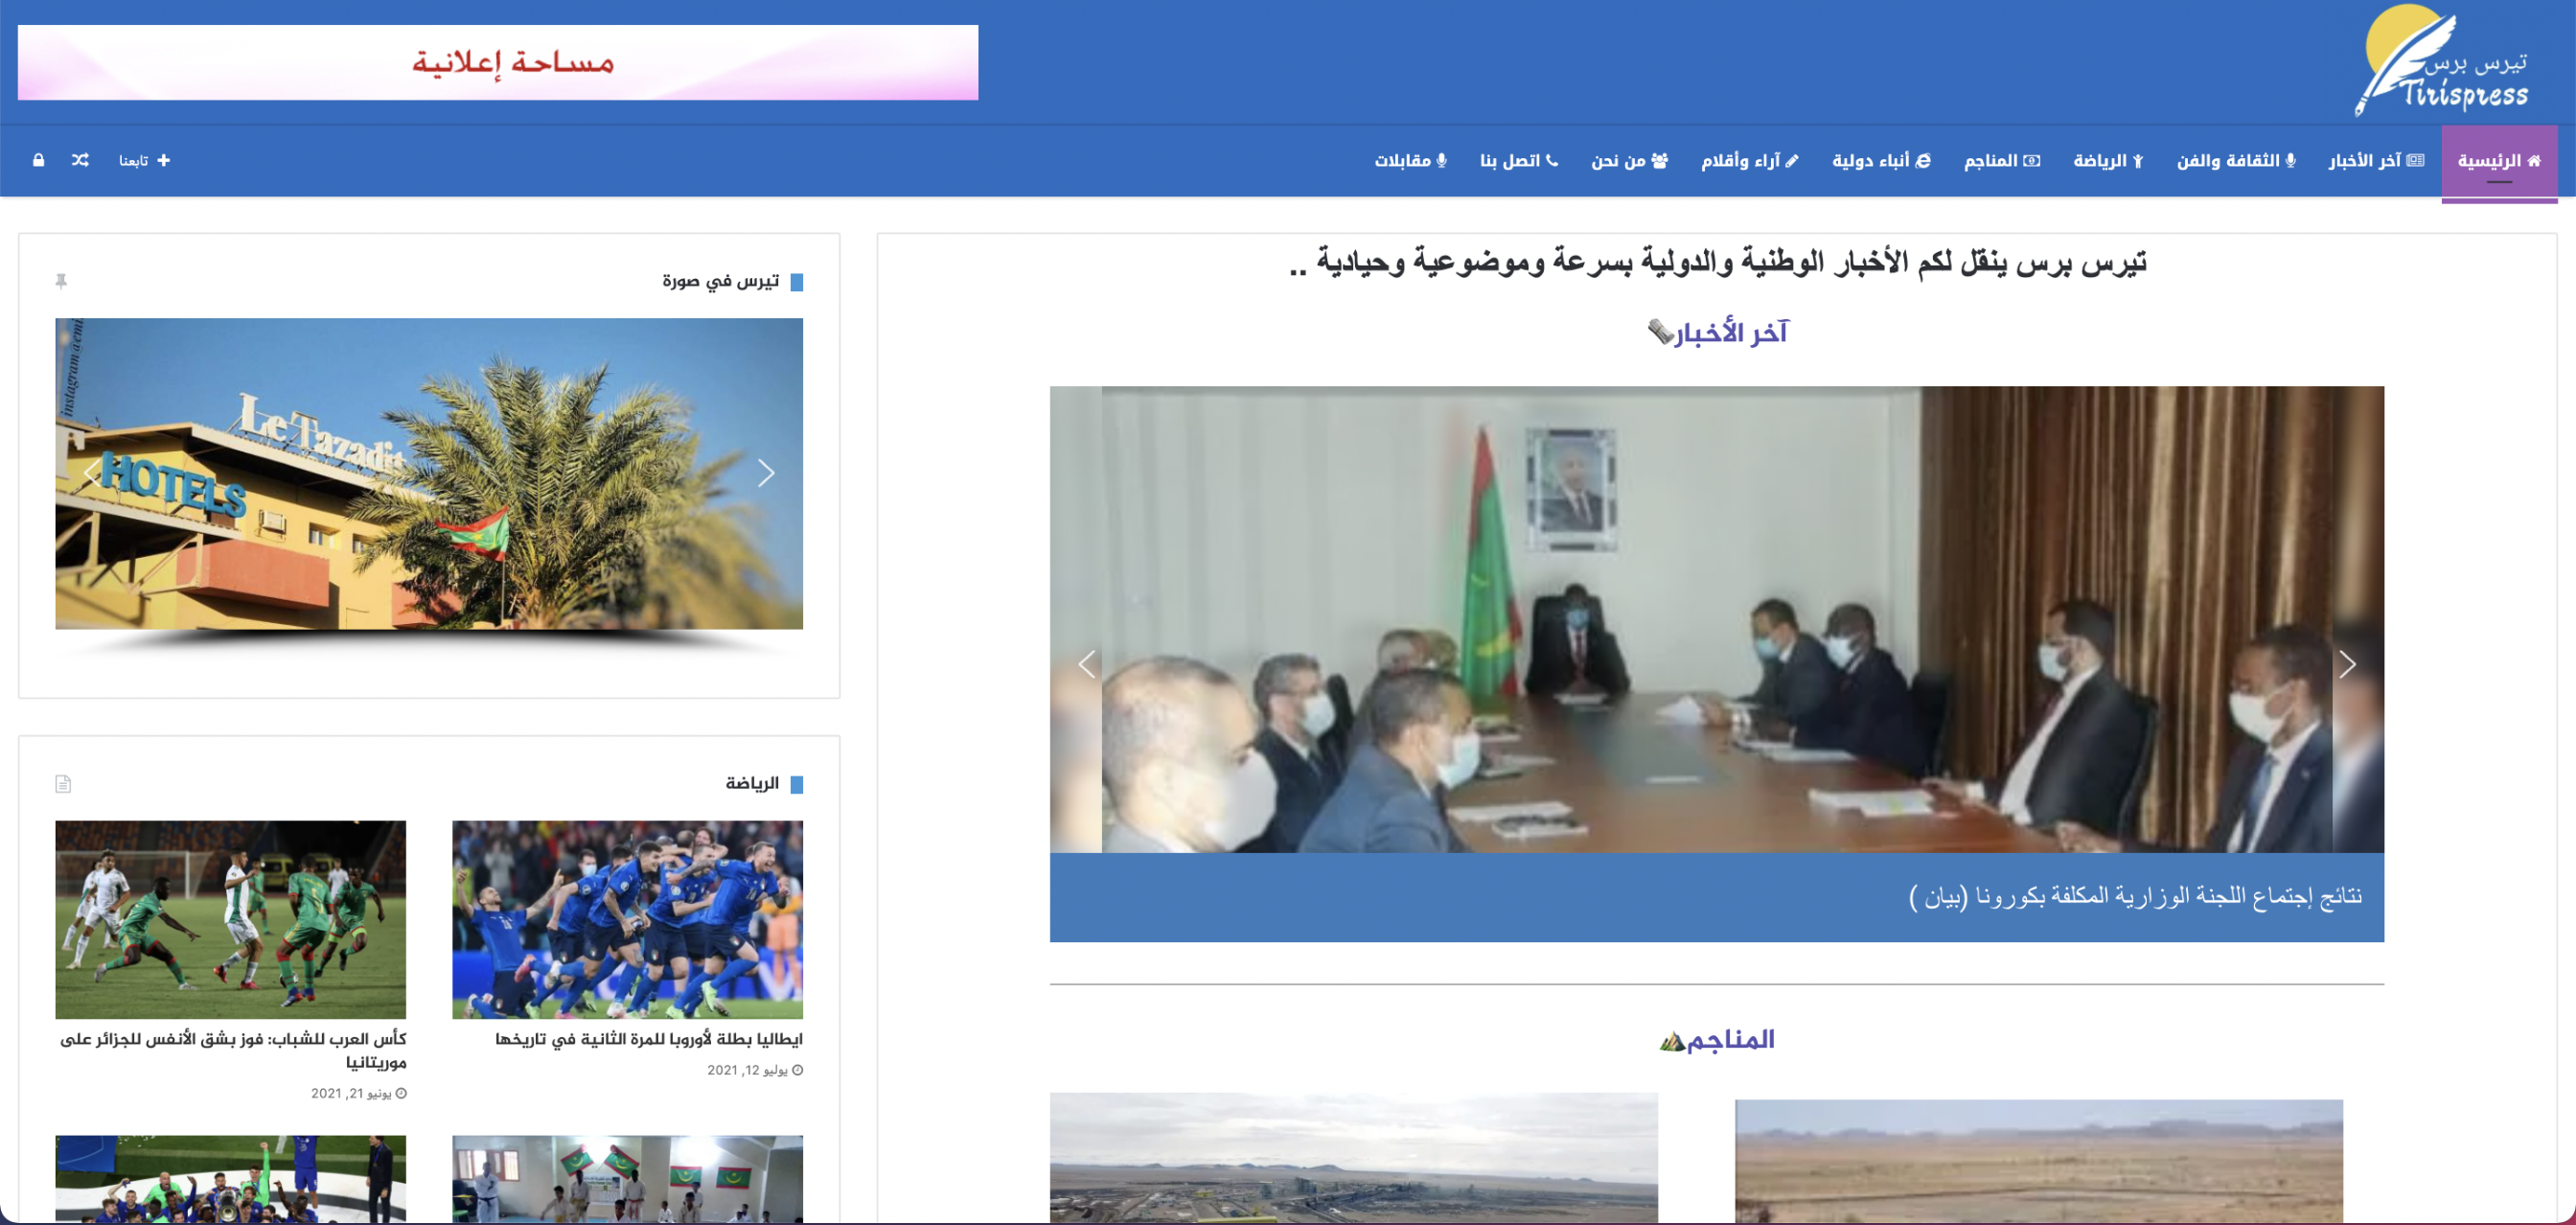 تيرس برس
Tirispress
مساحة إعلانية
الرئيسية
آخر الأخبار
الثقافة والفن
الرياضة
المناجم
أنباء دولية
آراء وأقلام
من نحن
اتصل بنا
مقابلات
تابعنا
تيرس برس ينقل لكم الأخبار الوطنية والدولية بسرعة وموضوعية وحيادية ..
آخر الأخبار
نتائج إجتماع اللجنة الوزارية المكلفة بكورونا (بيان )
المناجم
تيرس في صورة
Le Tazadit
HOTELS
الرياضة
ايطاليا بطلة لأوروبا للمرة الثانية في تاريخها
يوليو 12, 2021
كأس العرب للشباب: فوز بشق الأنفس للجزائر على
موريتانيا
يونيو 21, 2021